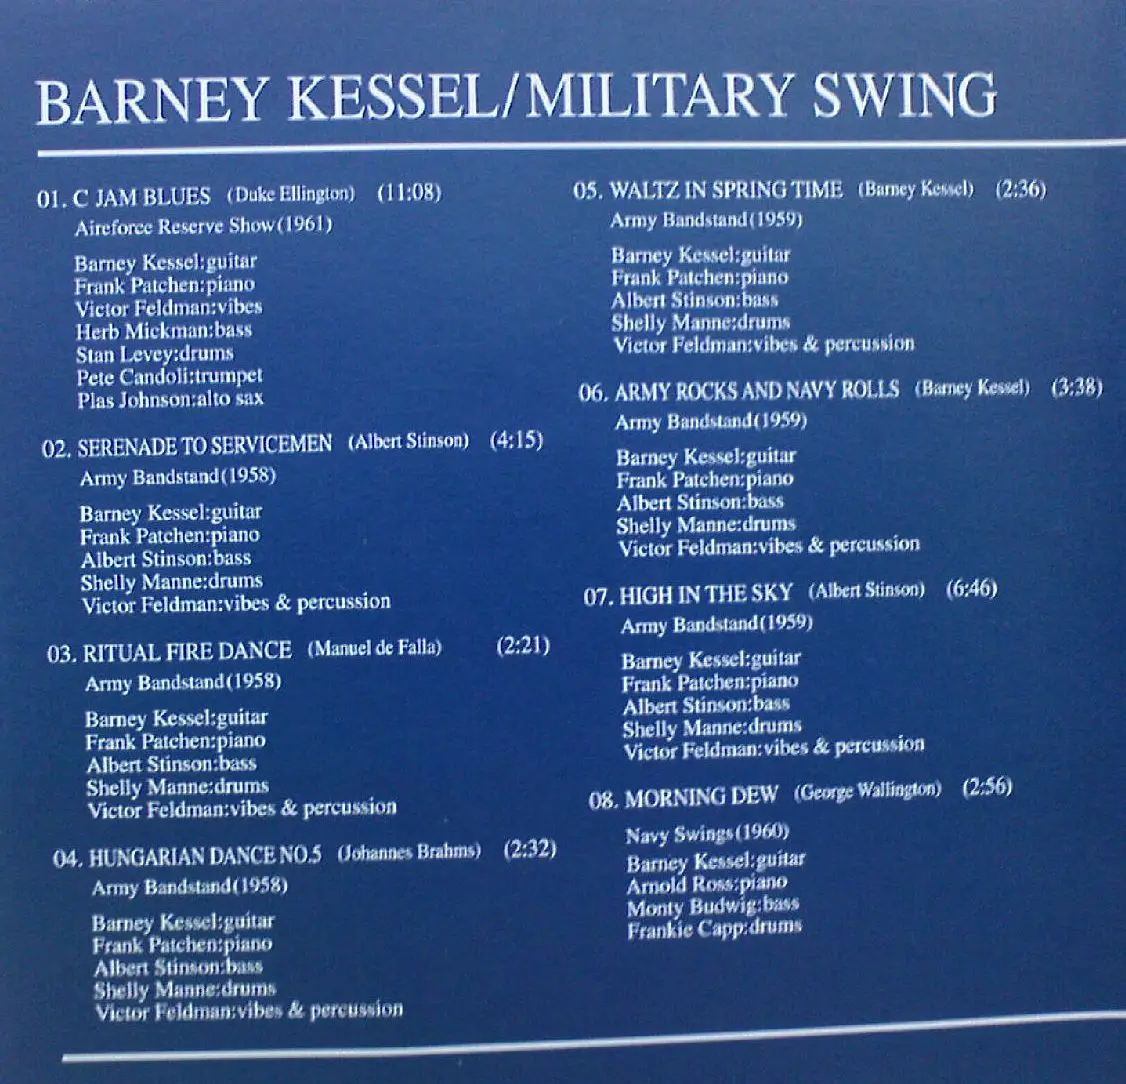 BARNEY KESSEL/MILITARY SWING
01. C JAM BLUES (Duke Ellington) (11:08)
Aireforce Reserve Show(1961)
Barney Kessel:guitar
Frank Patchen:piano
Victor Feldman:vibes
Herb Mickman:bass
Stan Levey:drums
Pete Candoli:trumpet
Plas Johnson:alto sax
02. SERENADE TO SERVICEMEN (Albert Stinson) (4:15)
Army Bandstand(1958)
Barney Kessel:guitar
Frank Patchen:piano
Albert Stinson:bass
Shelly Manne:drums
Victor Feldman:vibes & percussion
03. RITUAL FIRE DANCE (Manuel de Falla) (2:21)
Army Bandstand(1958)
Barney Kessel:guitar
Frank Patchen:piano
Albert Stinson:bass
Shelly Manne:drums
Victor Feldman:vibes & percussion
04. HUNGARIAN DANCE NO.5 (Johannes Brahms) (2:32)
Army Bandstand(1958)
Barney Kessel:guitar
Frank Patchen:piano
Albert Stinson:bass
Shelly Manne:drums
Victor Feldman:vibes & percussion
05. WALTZ IN SPRING TIME (Barney Kessel) (2:36)
Army Bandstand(1959)
Barney Kessel:guitar
Frank Patchen:piano
Albert Stinson:bass
Shelly Manne:drums
Victor Feldman:vibes & percussion
06. ARMY ROCKS AND NAVY ROLLS (Barney Kessel) (3:38)
Army Bandstand(1959)
Barney Kessel:guitar
Frank Patchen:piano
Albert Stinson:bass
Shelly Manne:drums
Victor Feldman:vibes & percussion
07. HIGH IN THE SKY (Albert Stinson) (6:46)
Army Bandstand(1959)
Barney Kessel:guitar
Frank Patchen:piano
Albert Stinson:bass
Shelly Manne:drums
Victor Feldman:vibes & percussion
08. MORNING DEW (George Wallington) (2:56)
Navy Swings(1960)
Barney Kessel:guitar
Arnold Ross:piano
Monty Budwig:bass
Frankie Capp:drums